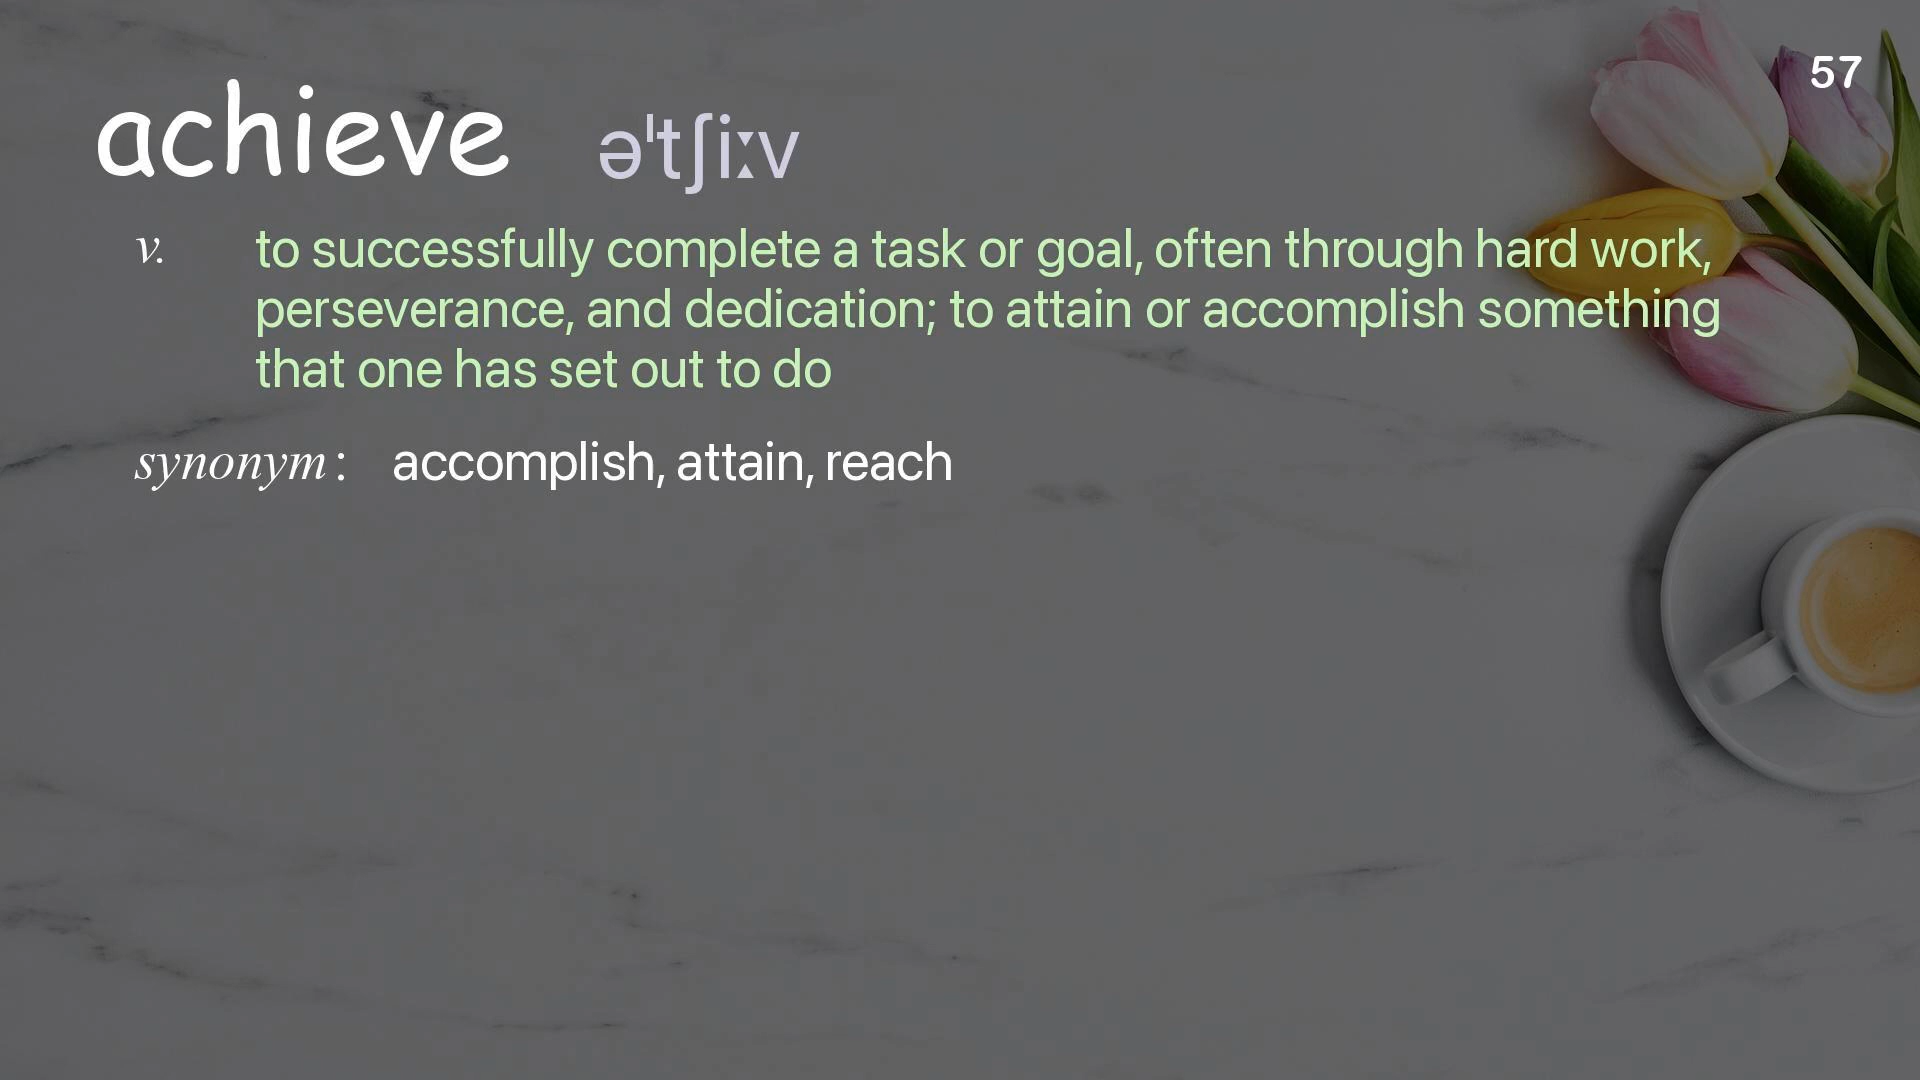 57
achieve əˈtʃiːv
v. to successfully complete a task or goal, often through hard work,
perseverance, and dedication; to attain or accomplish something
that one has set out to do
synonym: accomplish, attain, reach